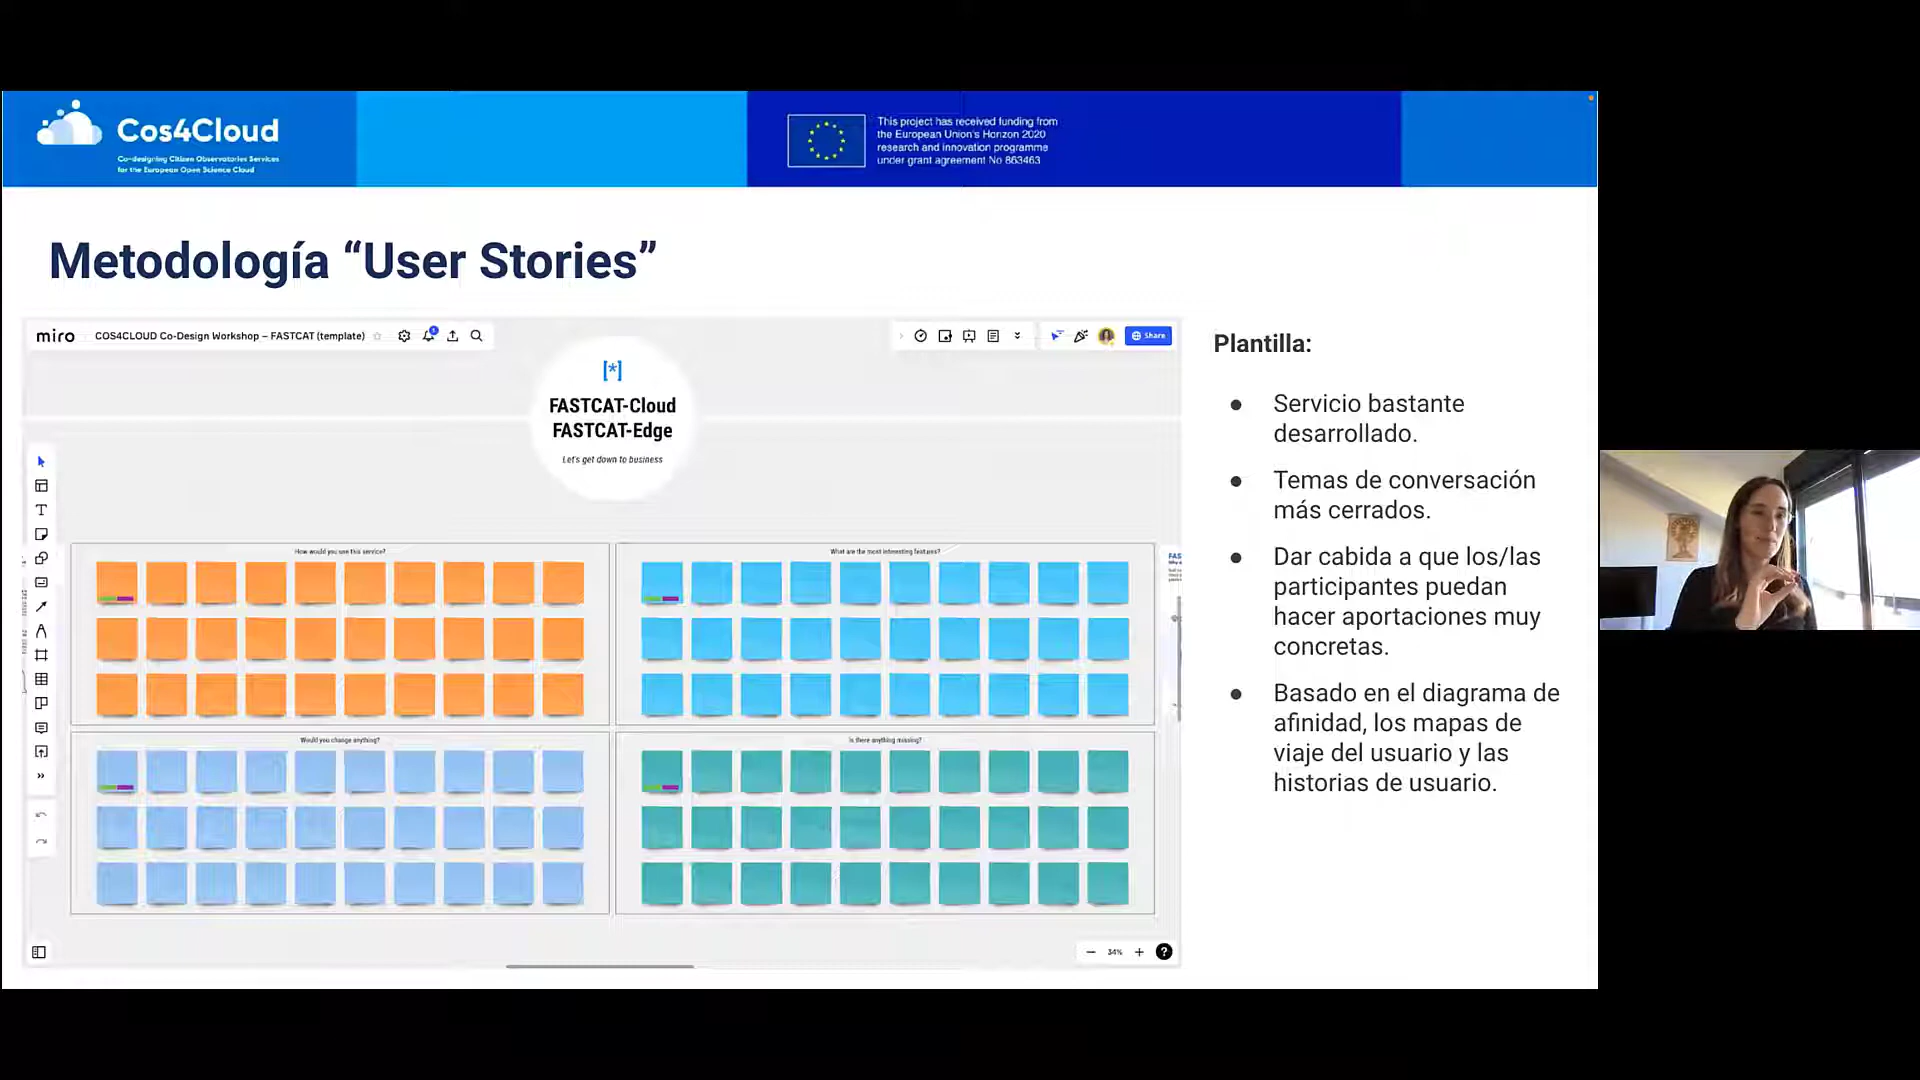 Cos4Cloud
Co-designing Citizen Observatories Services
for the European Open Science Cloud
This project has received funding from
the European Union's Horizon 2020
research and innovation programme
under grant agreement No 863463
Metodología “User Stories”
miro
COS4CLOUD Co-Design Workshop – FASTCAT (template)
Share
[*]
FASTCAT-Cloud
FASTCAT-Edge
Let's get down to business
How would you use this service?
What are the most interesting features?
Would you change anything?
Is there anything missing?
34%
Plantilla:
● Servicio bastante
desarrollado.
● Temas de conversación
más cerrados.
● Dar cabida a que los/las
participantes puedan
hacer aportaciones muy
concretas.
● Basado en el diagrama de
afinidad, los mapas de
viaje del usuario y las
historias de usuario.